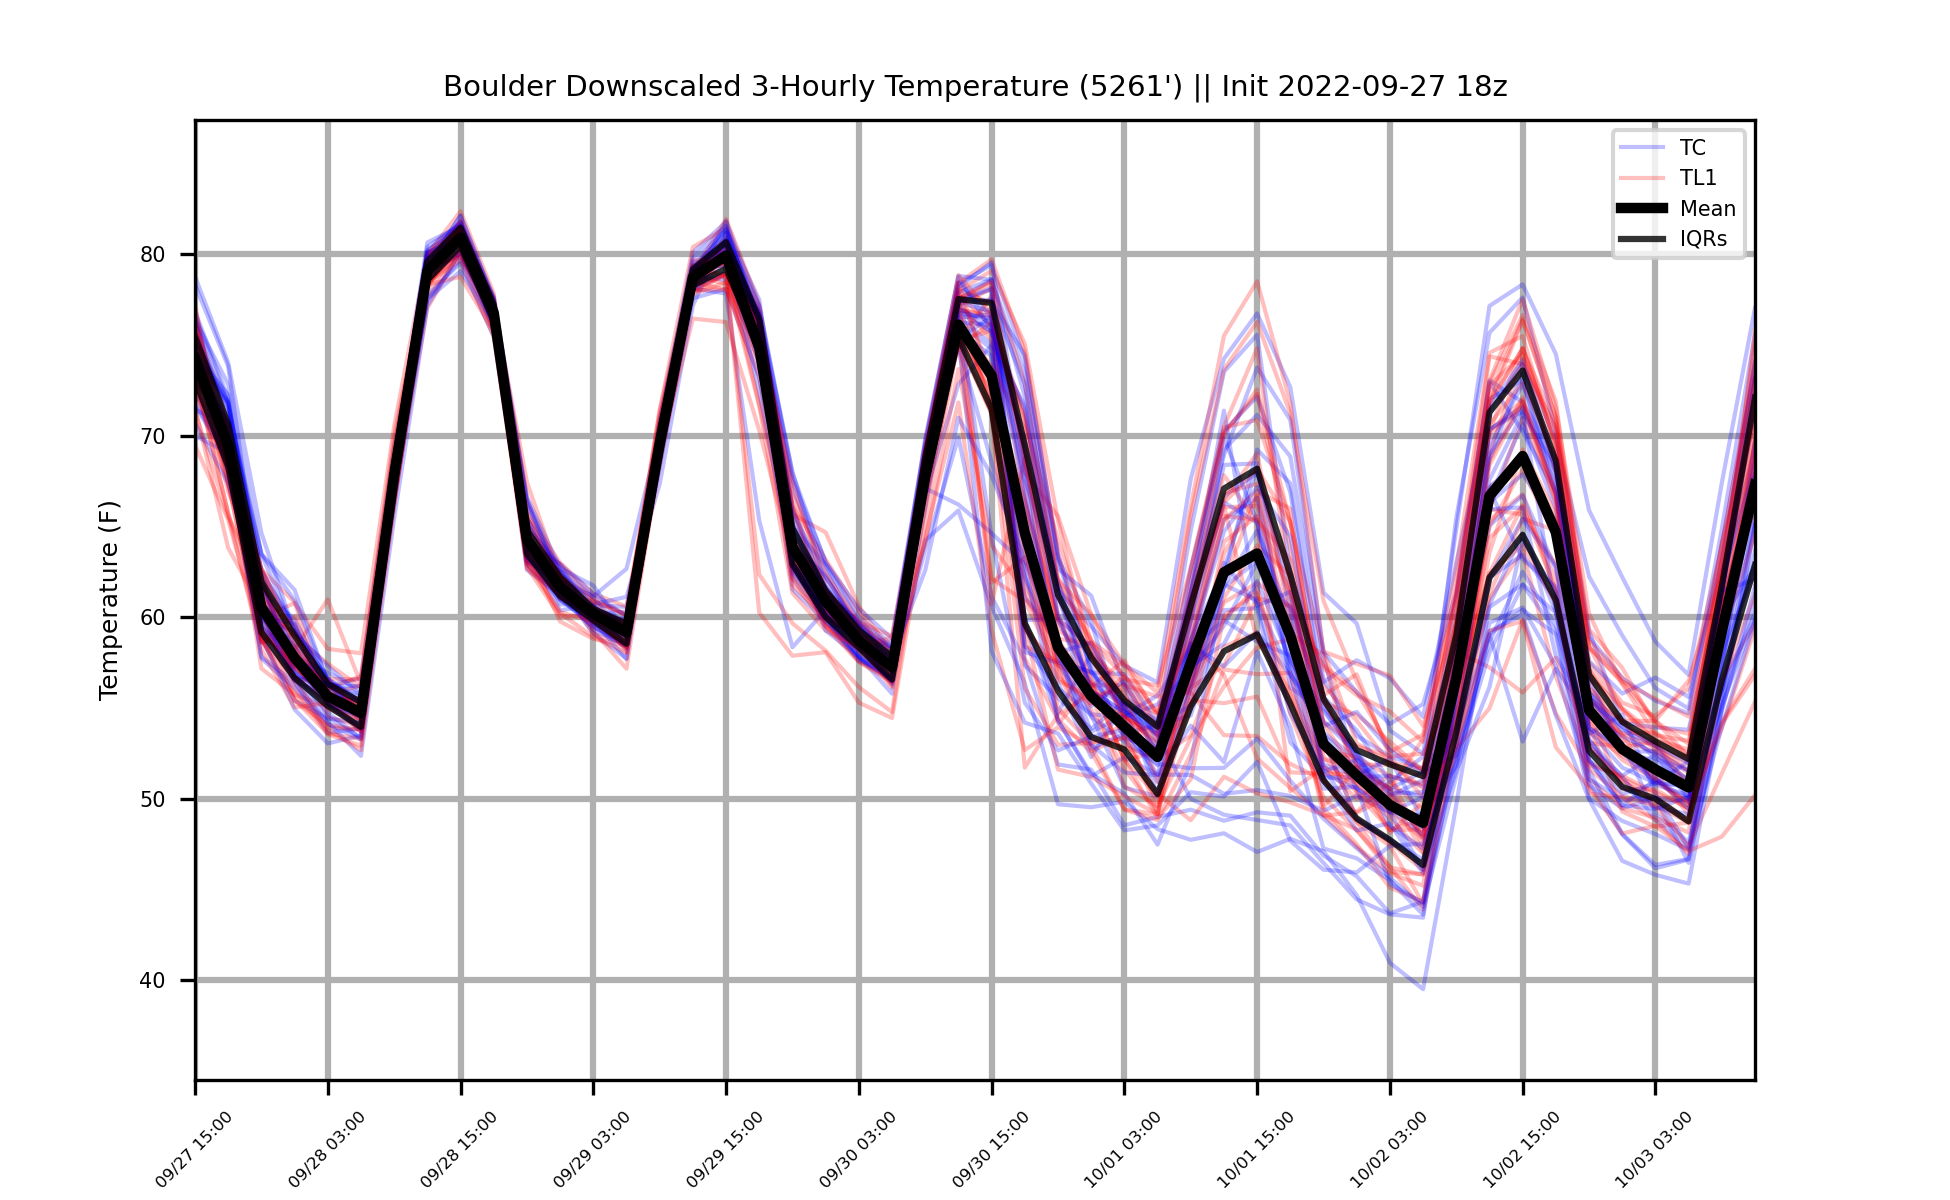 Boulder Downscaled 3-Hourly Temperature (5261') || Init 2022-09-27 18z
TC
TL1
Mean
IQRs
Temperature (F)
80
70
60
50
40
09/27 15:00
09/28 03:00
09/28 15:00
09/29 03:00
09/29 15:00
09/30 03:00
09/30 15:00
10/01 03:00
10/01 15:00
10/02 03:00
10/02 15:00
10/03 03:00